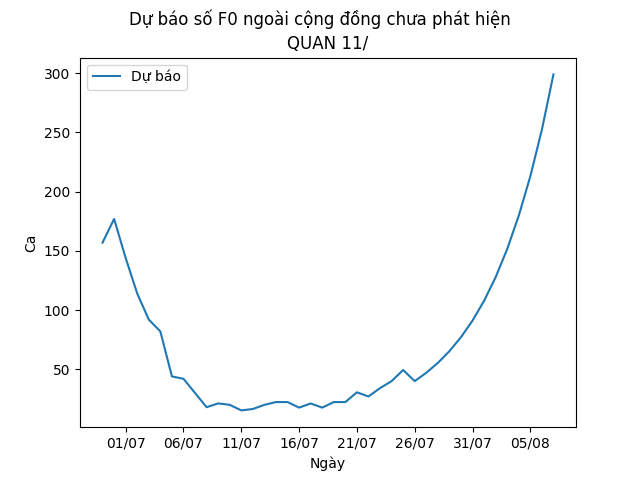 Dự báo số F0 ngoài cộng đồng chưa phát hiện
QUAN 11/
Dự báo
300
250
200
150
100
50
Ca
01/07 06/07 11/07 16/07 21/07 26/07 31/07 05/08
Ngày